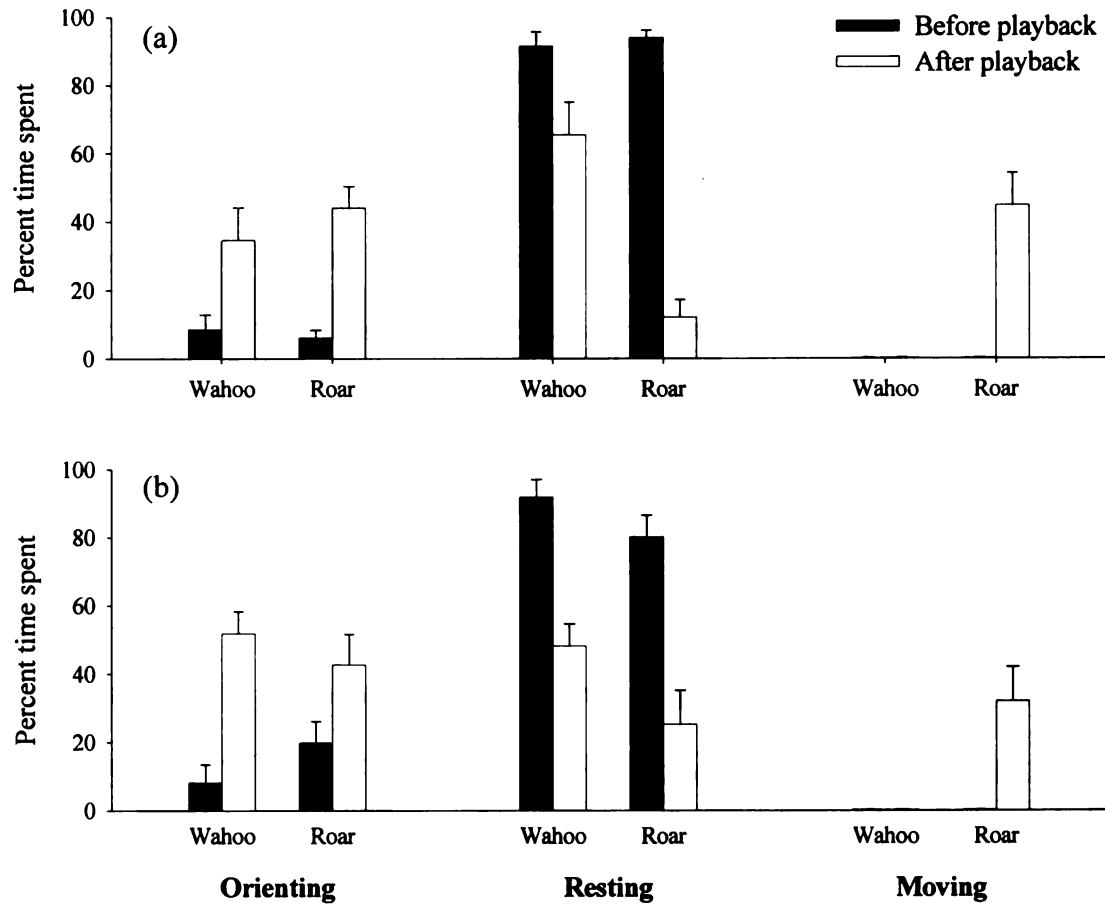 (a)
Before playback
After playback
Percent time spent
100
80
60
40
20
0
Wahoo Roar Wahoo Roar Wahoo Roar
(b)
Percent time spent
100
80
60
40
20
0
Wahoo Roar Wahoo Roar Wahoo Roar
Orienting Resting Moving